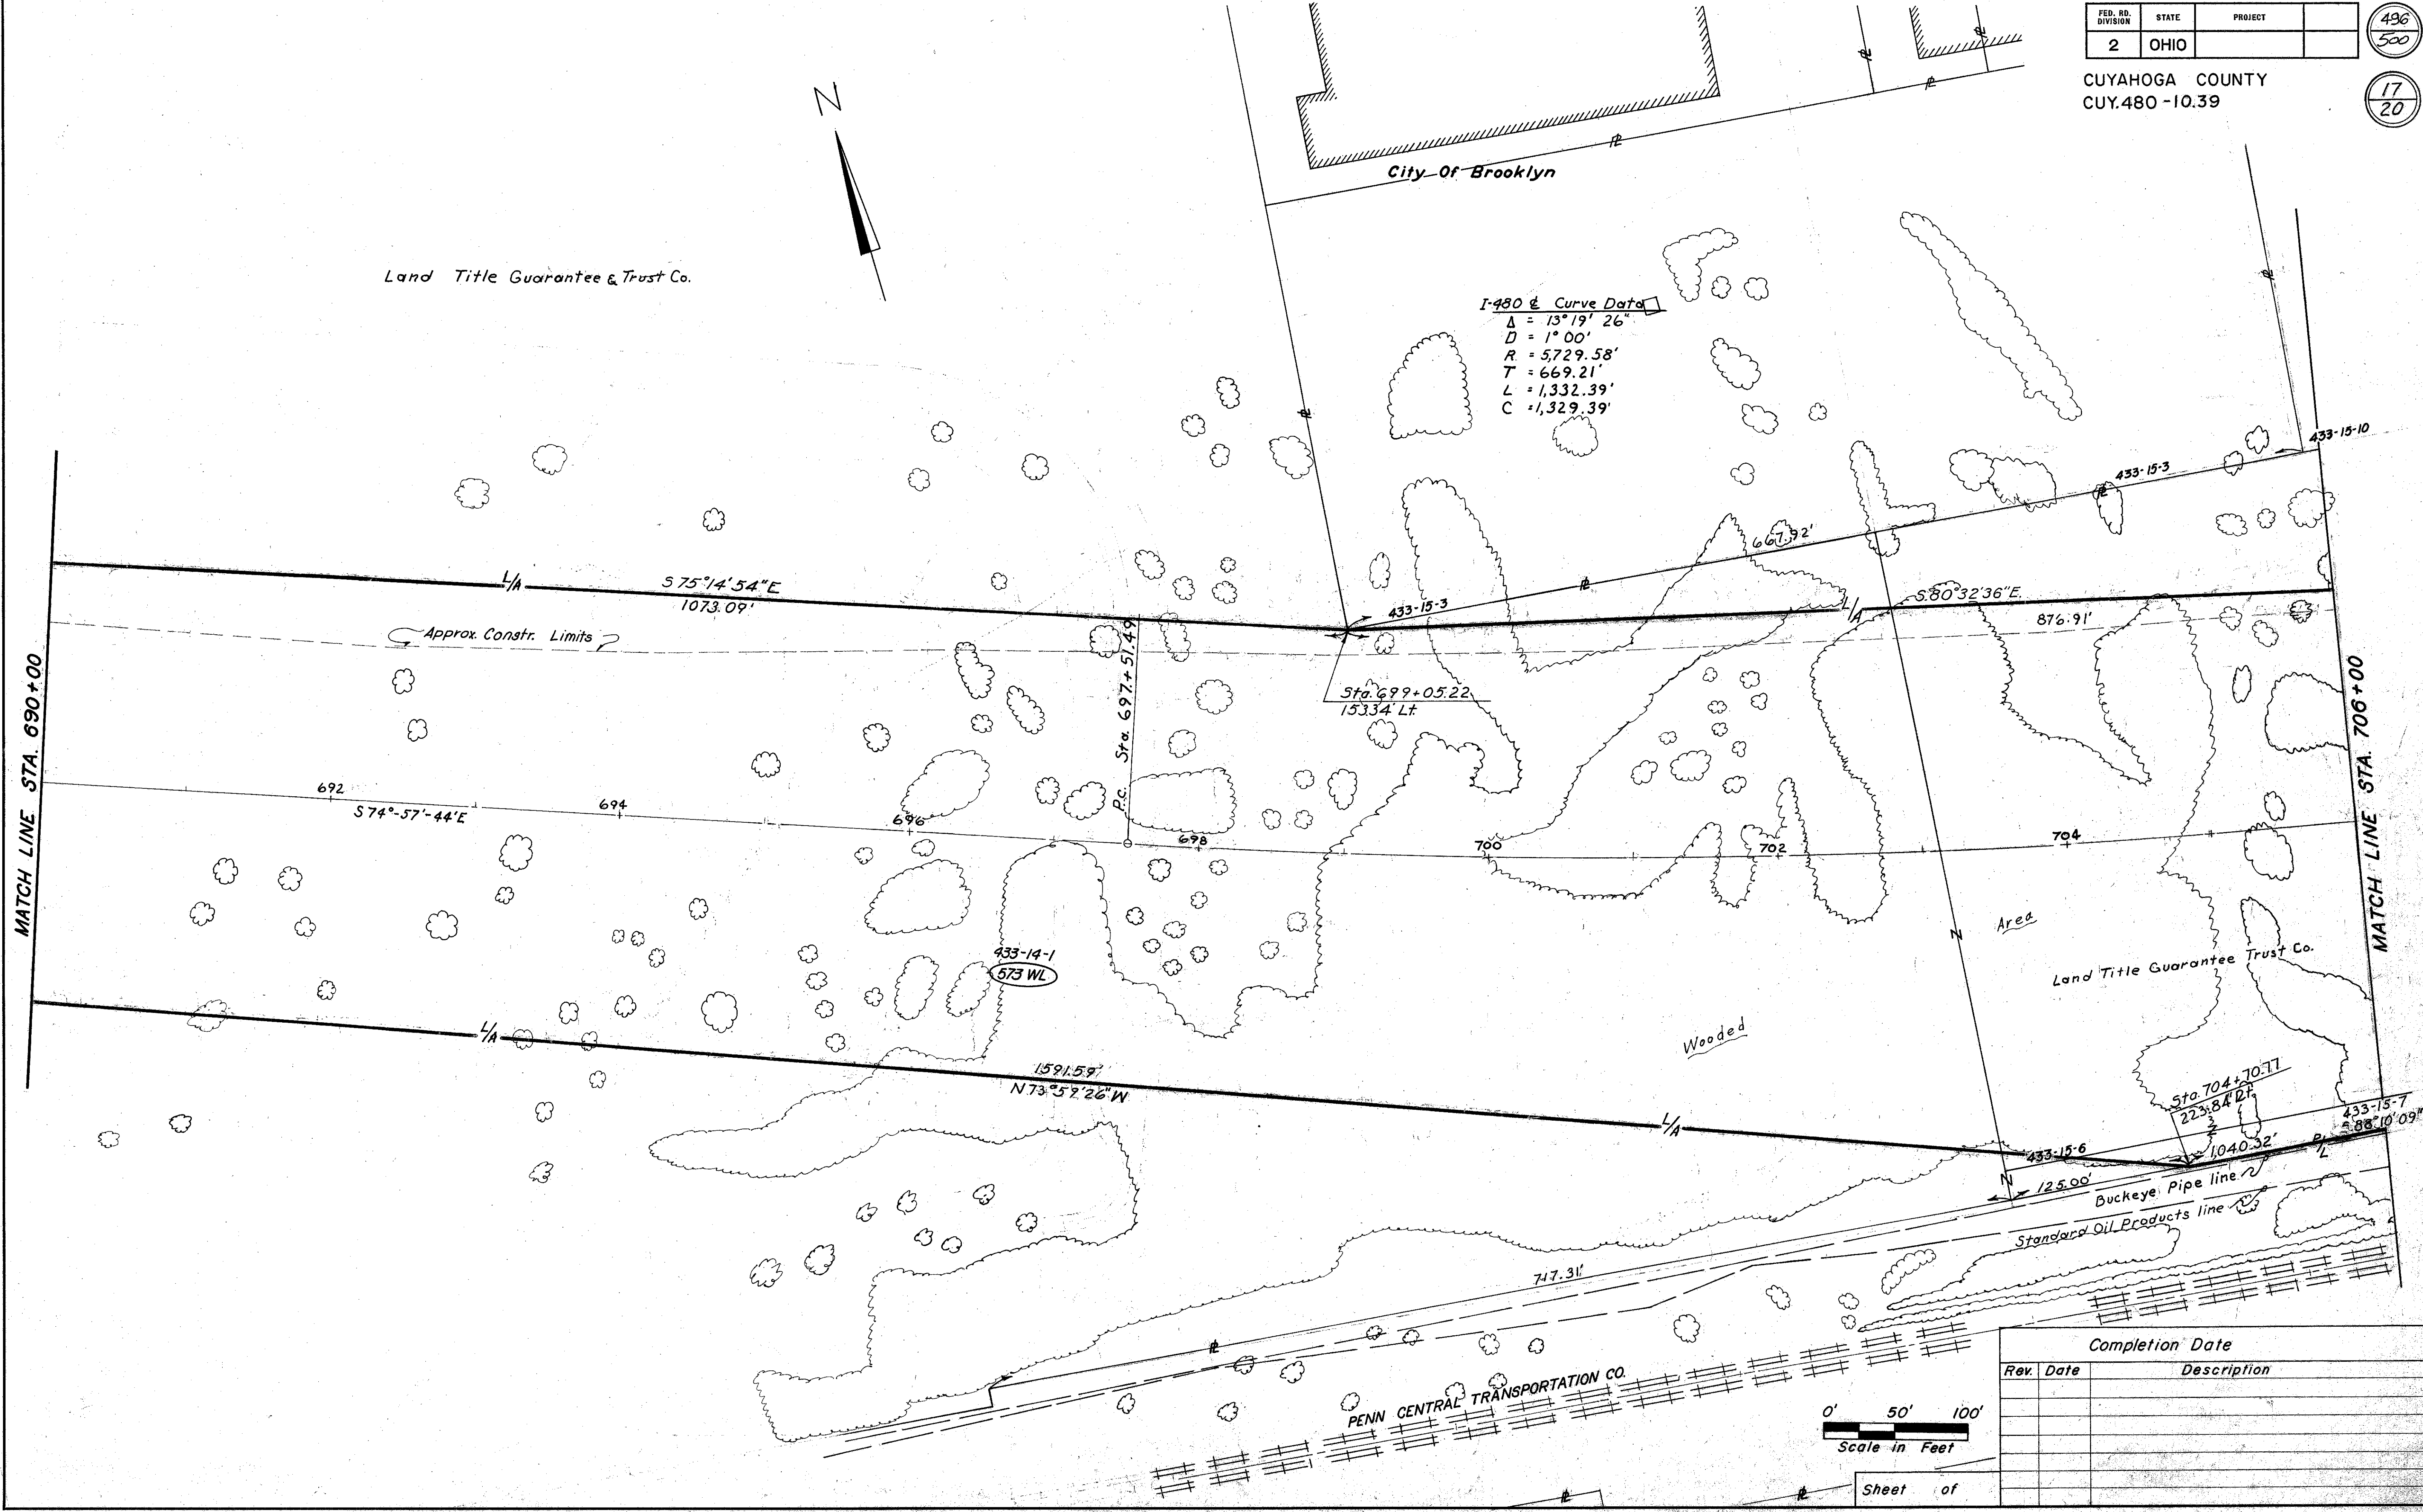 FED. RD. DIVISION STATE PROJECT
2 OHIO
496
500
CUYAHOGA COUNTY
CUY.480-10.39
17
20
N
City Of Brooklyn
Land Title Guarantee & Trust Co.
I-480 ℄ Curve Data
Δ = 13° 19' 26"
D = 1° 00'
R = 5,729.58'
T = 669.21'
L = 1,332.39'
C = 1,329.39'
433-15-10
433-15-3
667.92'
L/A
S 75° 14' 54" E
1073.09'
433-15-3
L/A
S.80° 32' 36" E.
876.91'
Approx. Constr. Limits
MATCH LINE STA. 690+00
P.C. Sta. 697+51.49
Sta. 699+05.22
153.34' Lt.
MATCH LINE STA. 706+00
692
S 74°-57'-44' E
694
696
698
700
702
704
Area
Land Title Guarantee Trust Co.
433-14-1
573 WL
Wooded
L/A
1591.59'
N 73° 59' 26" W
L/A
Sta. 704+70.77
223.84' Rt.
433-15-7
S 88° 10' 09"
433-15-6
1,040.32'
P/L
125.00'
Buckeye Pipe line
Standard Oil Products line
717.31'
PENN CENTRAL TRANSPORTATION CO.
0' 50' 100'
Scale in Feet
Completion Date
Rev. Date Description
Sheet of